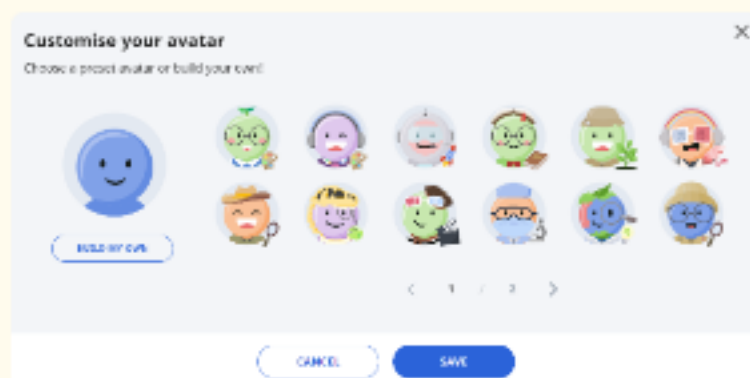 Customise your avatar
Choose a preset avatar or build your own!
BUILD MY OWN
1 / 2
CANCEL
SAVE